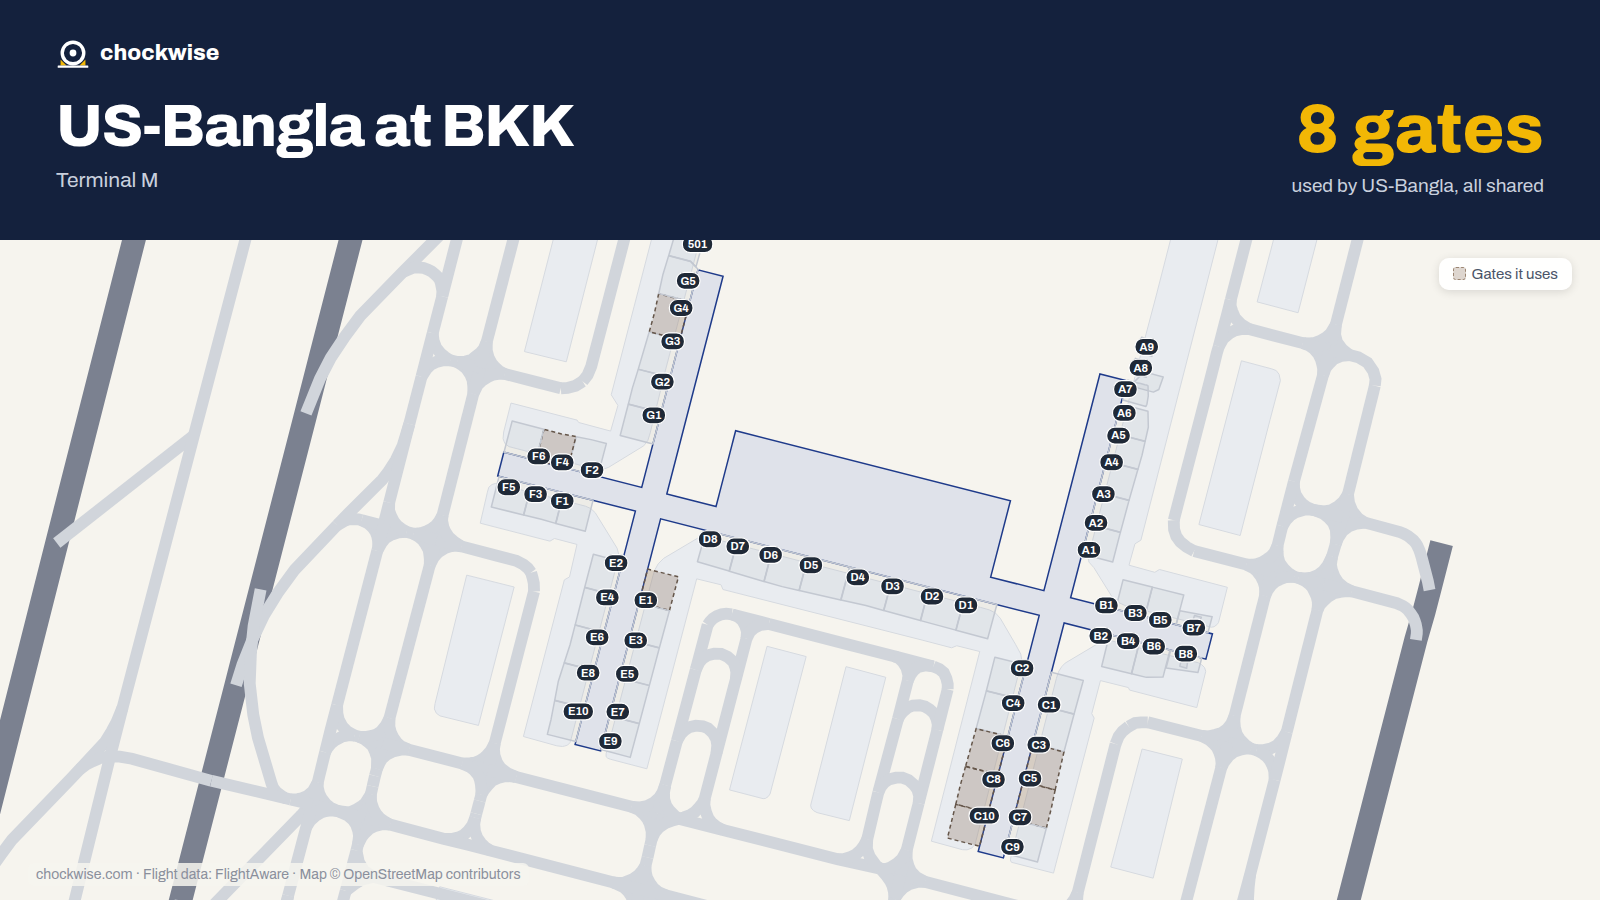 chockwise
US-Bangla at BKK
Terminal M
8 gates
used by US-Bangla, all shared
Gates it uses
501
G5
G4
G3
G2
G1
F6
F4
F2
F5
F3
F1
E2
E4
E1
E6
E3
E8
E5
E10
E7
E9
D8
D7
D6
D5
D4
D3
D2
D1
A9
A8
A7
A6
A5
A4
A3
A2
A1
B1
B3
B5
B7
B2
B4
B6
B8
C2
C4
C1
C6
C3
C8
C5
C10
C7
C9
chockwise.com · Flight data: FlightAware · Map © OpenStreetMap contributors